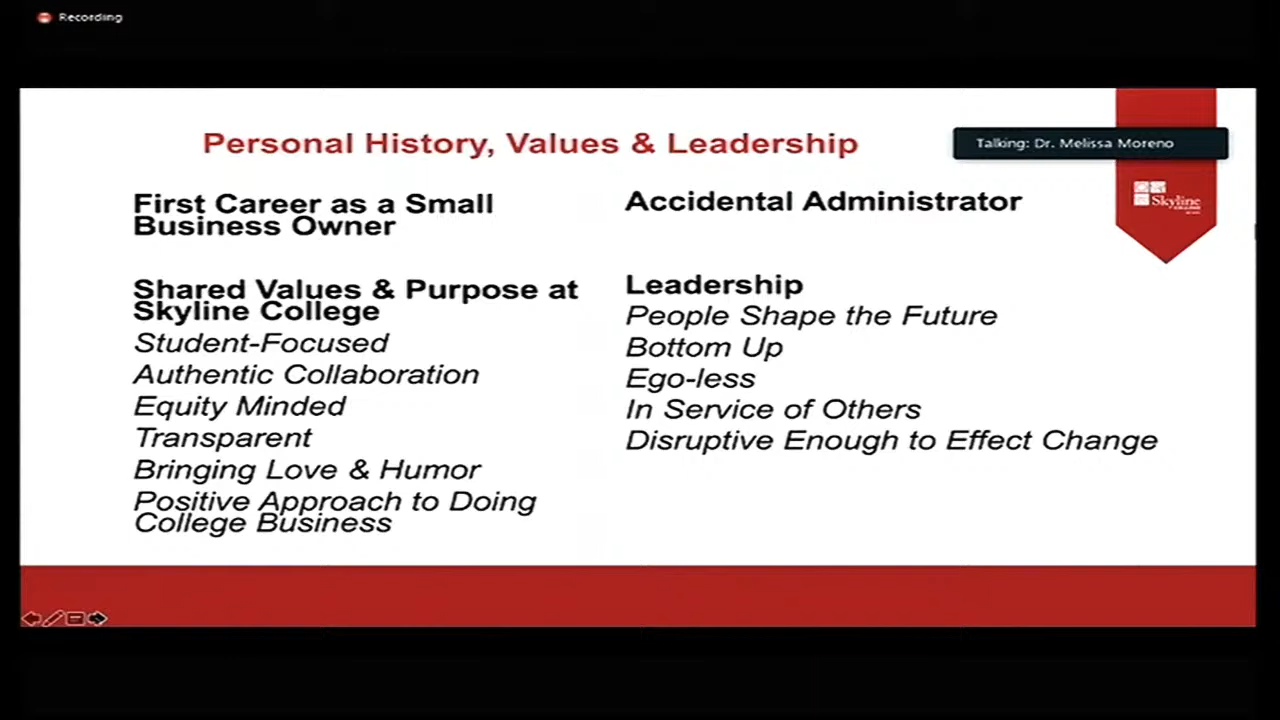 Recording
Personal History, Values & Leadership
Talking: Dr. Melissa Moreno
Skyline
First Career as a Small
Business Owner
Shared Values & Purpose at
Skyline College
Student-Focused
Authentic Collaboration
Equity Minded
Transparent
Bringing Love & Humor
Positive Approach to Doing
College Business
Accidental Administrator
Leadership
People Shape the Future
Bottom Up
Ego-less
In Service of Others
Disruptive Enough to Effect Change